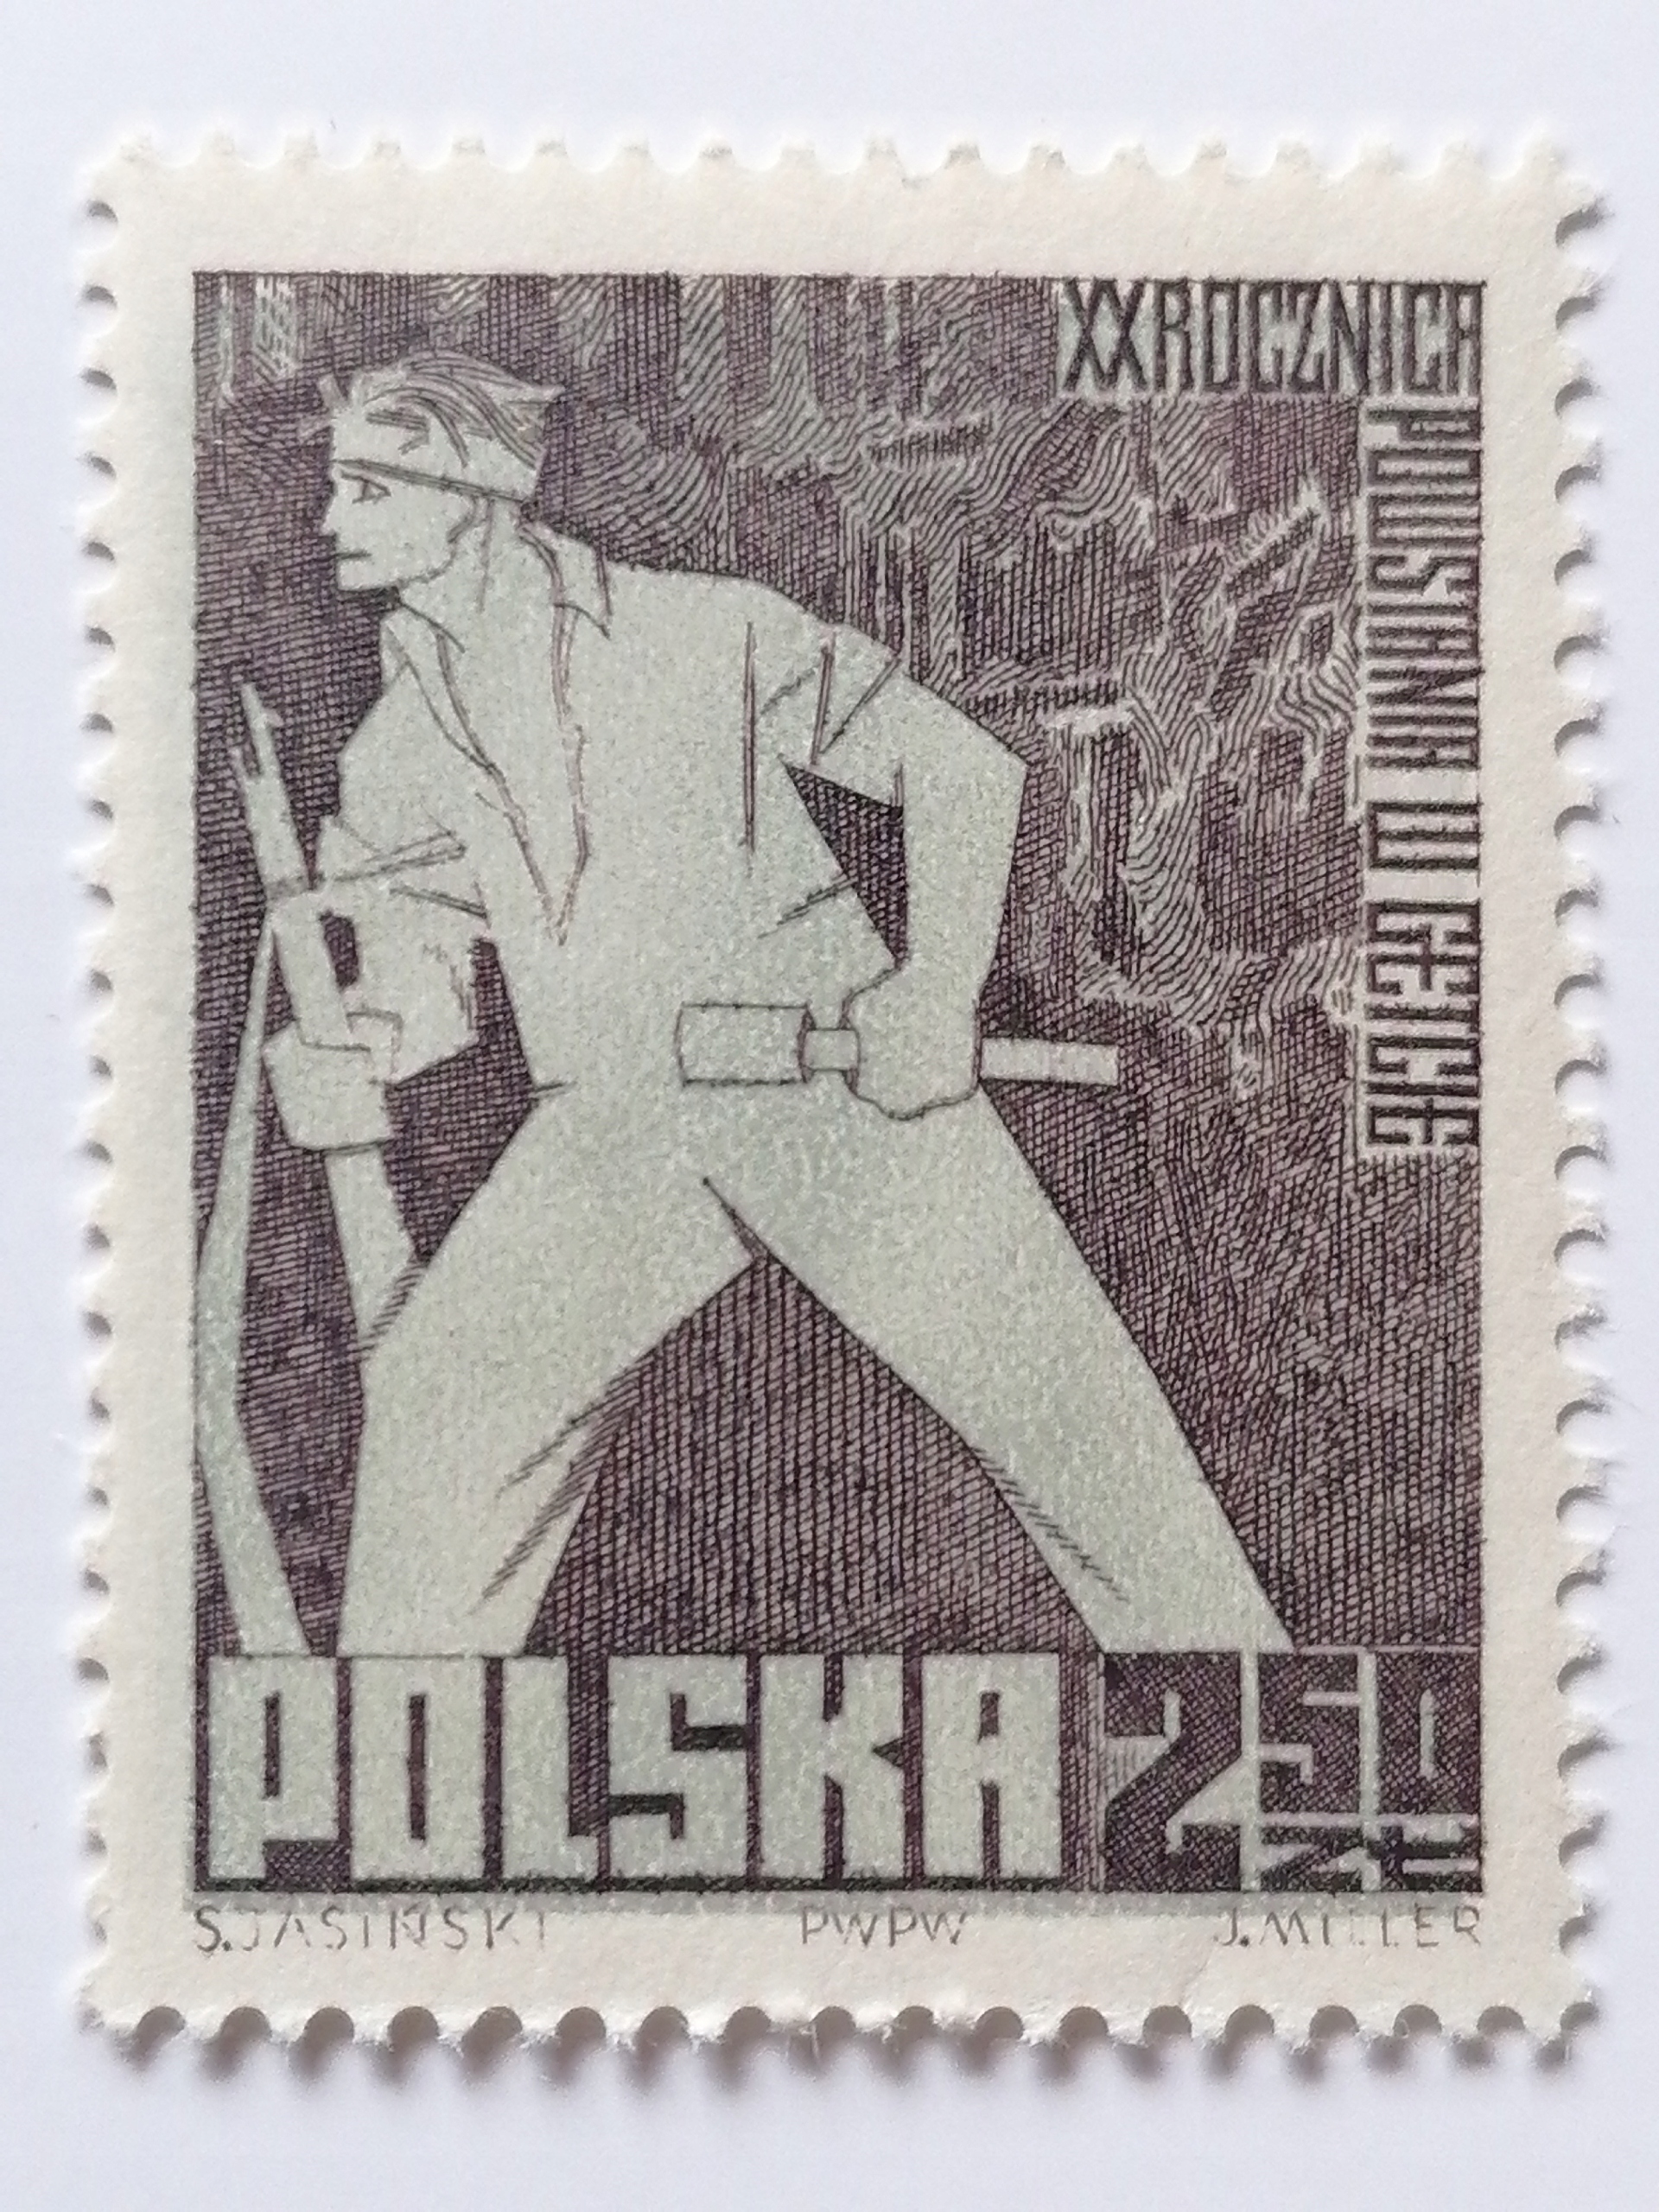 XX ROCZNICA
POWSTANIA W GETCIE
POLSKA 2 50
ZŁ
S. JASIŃSKI PWPW J. MILLER